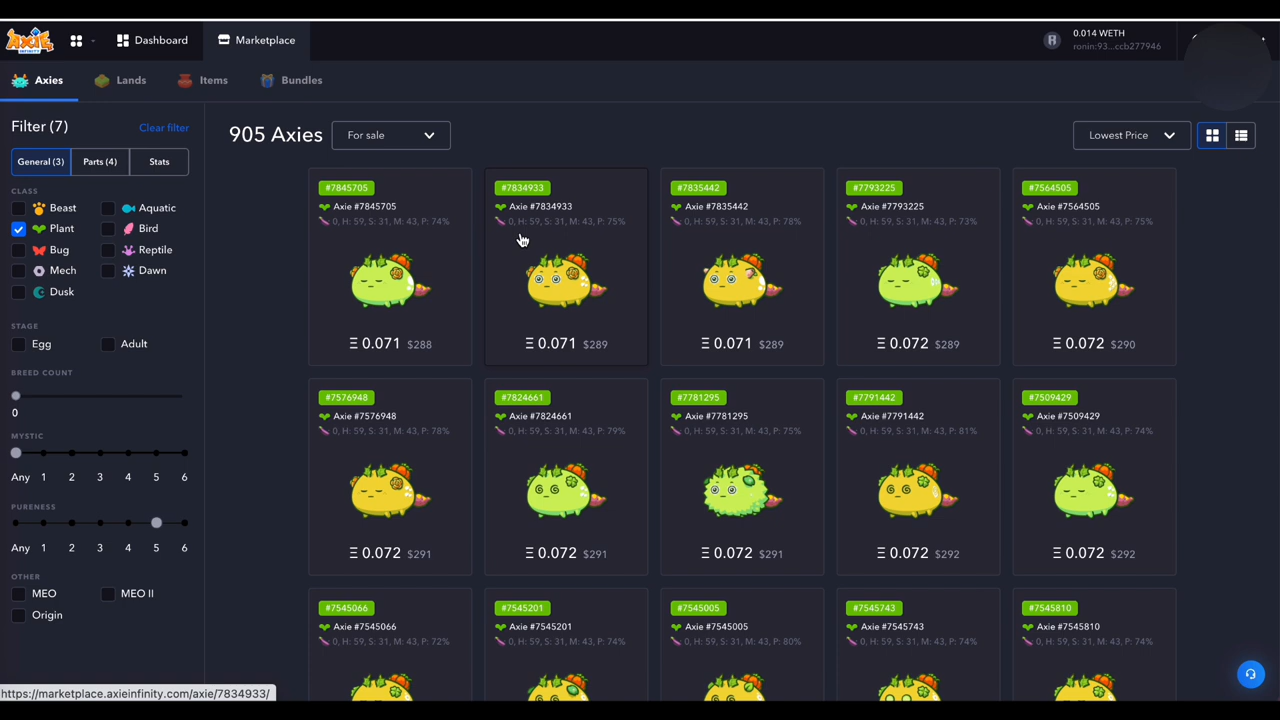 AXIE
INFINITY
Dashboard
Marketplace
0.014 WETH
ronin:93...ccb277946
Axies
Lands
Items
Bundles
Filter (7)
Clear filter
General (3)
Parts (4)
Stats
CLASS
Beast
Aquatic
Plant
Bird
Bug
Reptile
Mech
Dawn
Dusk
STAGE
Egg
Adult
BREED COUNT
0
MYSTIC
Any 1 2 3 4 5 6
PURENESS
Any 1 2 3 4 5 6
OTHER
MEO
MEO II
Origin
905 Axies
For sale
Lowest Price
#7845705
Axie #7845705
0, H: 59, S: 31, M: 43, P: 74%
Ξ 0.071 $288
#7834933
Axie #7834933
0, H: 59, S: 31, M: 43, P: 75%
Ξ 0.071 $289
#7835442
Axie #7835442
0, H: 59, S: 31, M: 43, P: 78%
Ξ 0.071 $289
#7793225
Axie #7793225
0, H: 59, S: 31, M: 43, P: 73%
Ξ 0.072 $289
#7564505
Axie #7564505
0, H: 59, S: 31, M: 43, P: 75%
Ξ 0.072 $290
#7576948
Axie #7576948
0, H: 59, S: 31, M: 43, P: 78%
Ξ 0.072 $291
#7824661
Axie #7824661
0, H: 59, S: 31, M: 43, P: 79%
Ξ 0.072 $291
#7781295
Axie #7781295
0, H: 59, S: 31, M: 43, P: 75%
Ξ 0.072 $291
#7791442
Axie #7791442
0, H: 59, S: 31, M: 43, P: 81%
Ξ 0.072 $292
#7509429
Axie #7509429
0, H: 59, S: 31, M: 43, P: 74%
Ξ 0.072 $292
#7545066
Axie #7545066
0, H: 59, S: 31, M: 43, P: 72%
#7545201
Axie #7545201
0, H: 59, S: 31, M: 43, P: 74%
#7545005
Axie #7545005
0, H: 59, S: 31, M: 43, P: 80%
#7545743
Axie #7545743
0, H: 59, S: 31, M: 43, P: 74%
#7545810
Axie #7545810
0, H: 59, S: 31, M: 43, P: 74%
https://marketplace.axieinfinity.com/axie/7834933/